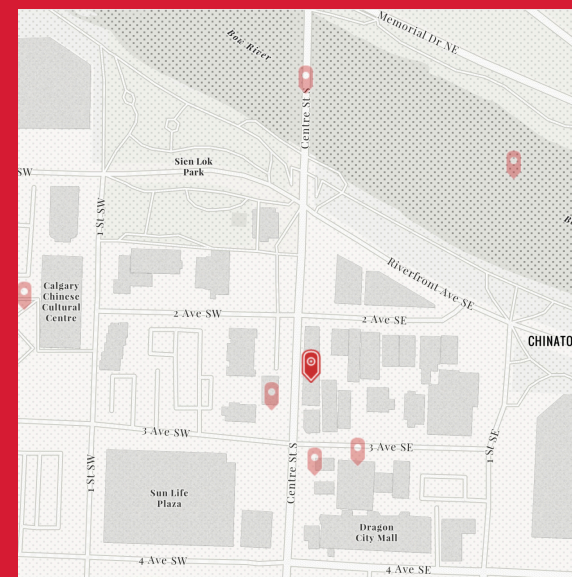 Memorial Dr NE
Bow River
Centre St S
Sien Lok
Park
SW
1 St SW
Riverfront Ave SE
Calgary
Chinese
Cultural
Centre
2 Ave SW
2 Ave SE
CHINATO
3 Ave SW
3 Ave SE
1 St SE
1 St SW
Centre St S
Sun Life
Plaza
Dragon
City Mall
4 Ave SW
4 Ave SE